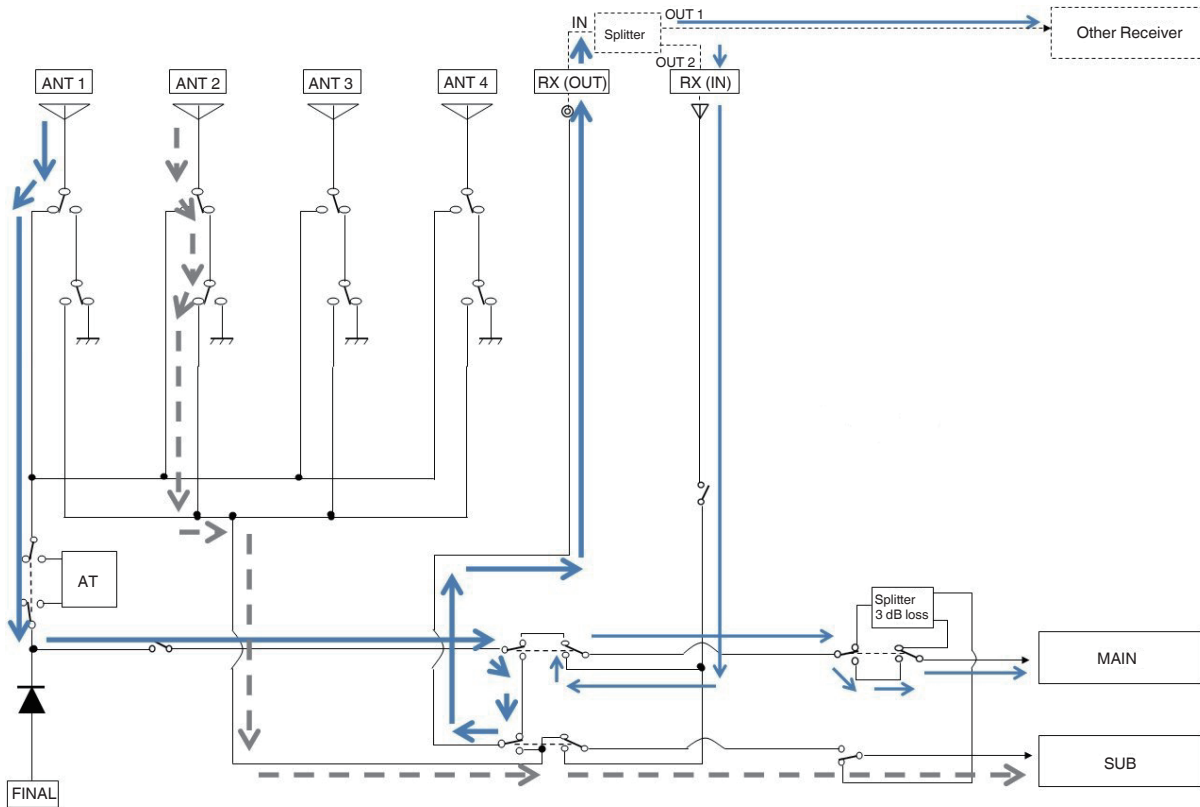 IN
OUT 1
Splitter
OUT 2
Other Receiver
ANT 1
ANT 2
ANT 3
ANT 4
RX (OUT)
RX (IN)
AT
Splitter
3 dB loss
MAIN
SUB
FINAL